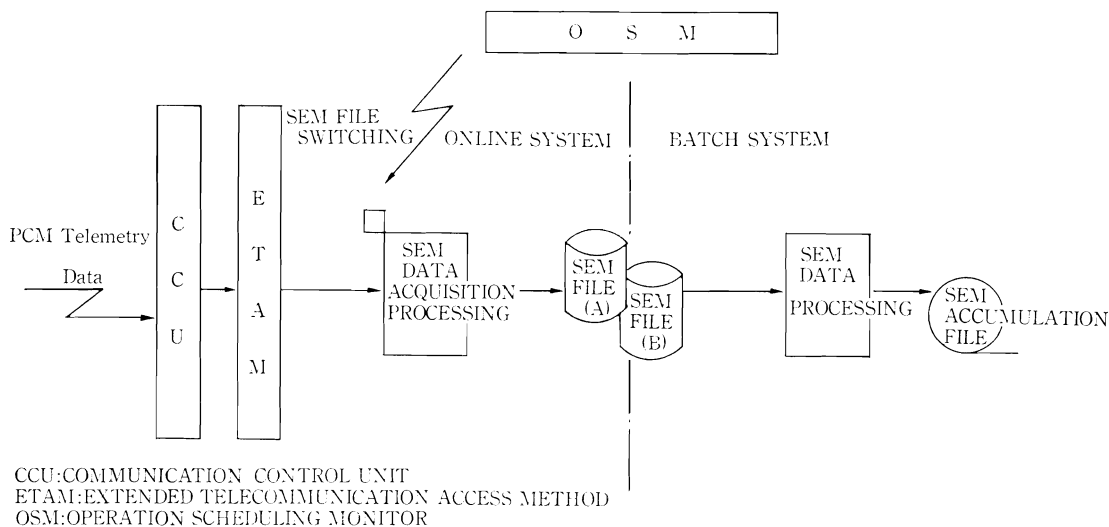 O S M
SEM FILE
SWITCHING
ONLINE SYSTEM
BATCH SYSTEM
PCM Telemetry
Data
C
C
U
E
T
A
M
SEM
DATA
ACQUISITION
PROCESSING
SEM
FILE
(A)
SEM
FILE
(B)
SEM
DATA
PROCESSING
SEM
ACCUMULATION
FILE
CCU:COMMUNICATION CONTROL UNIT
ETAM:EXTENDED TELECOMMUNICATION ACCESS METHOD
OSM:OPERATION SCHEDULING MONITOR